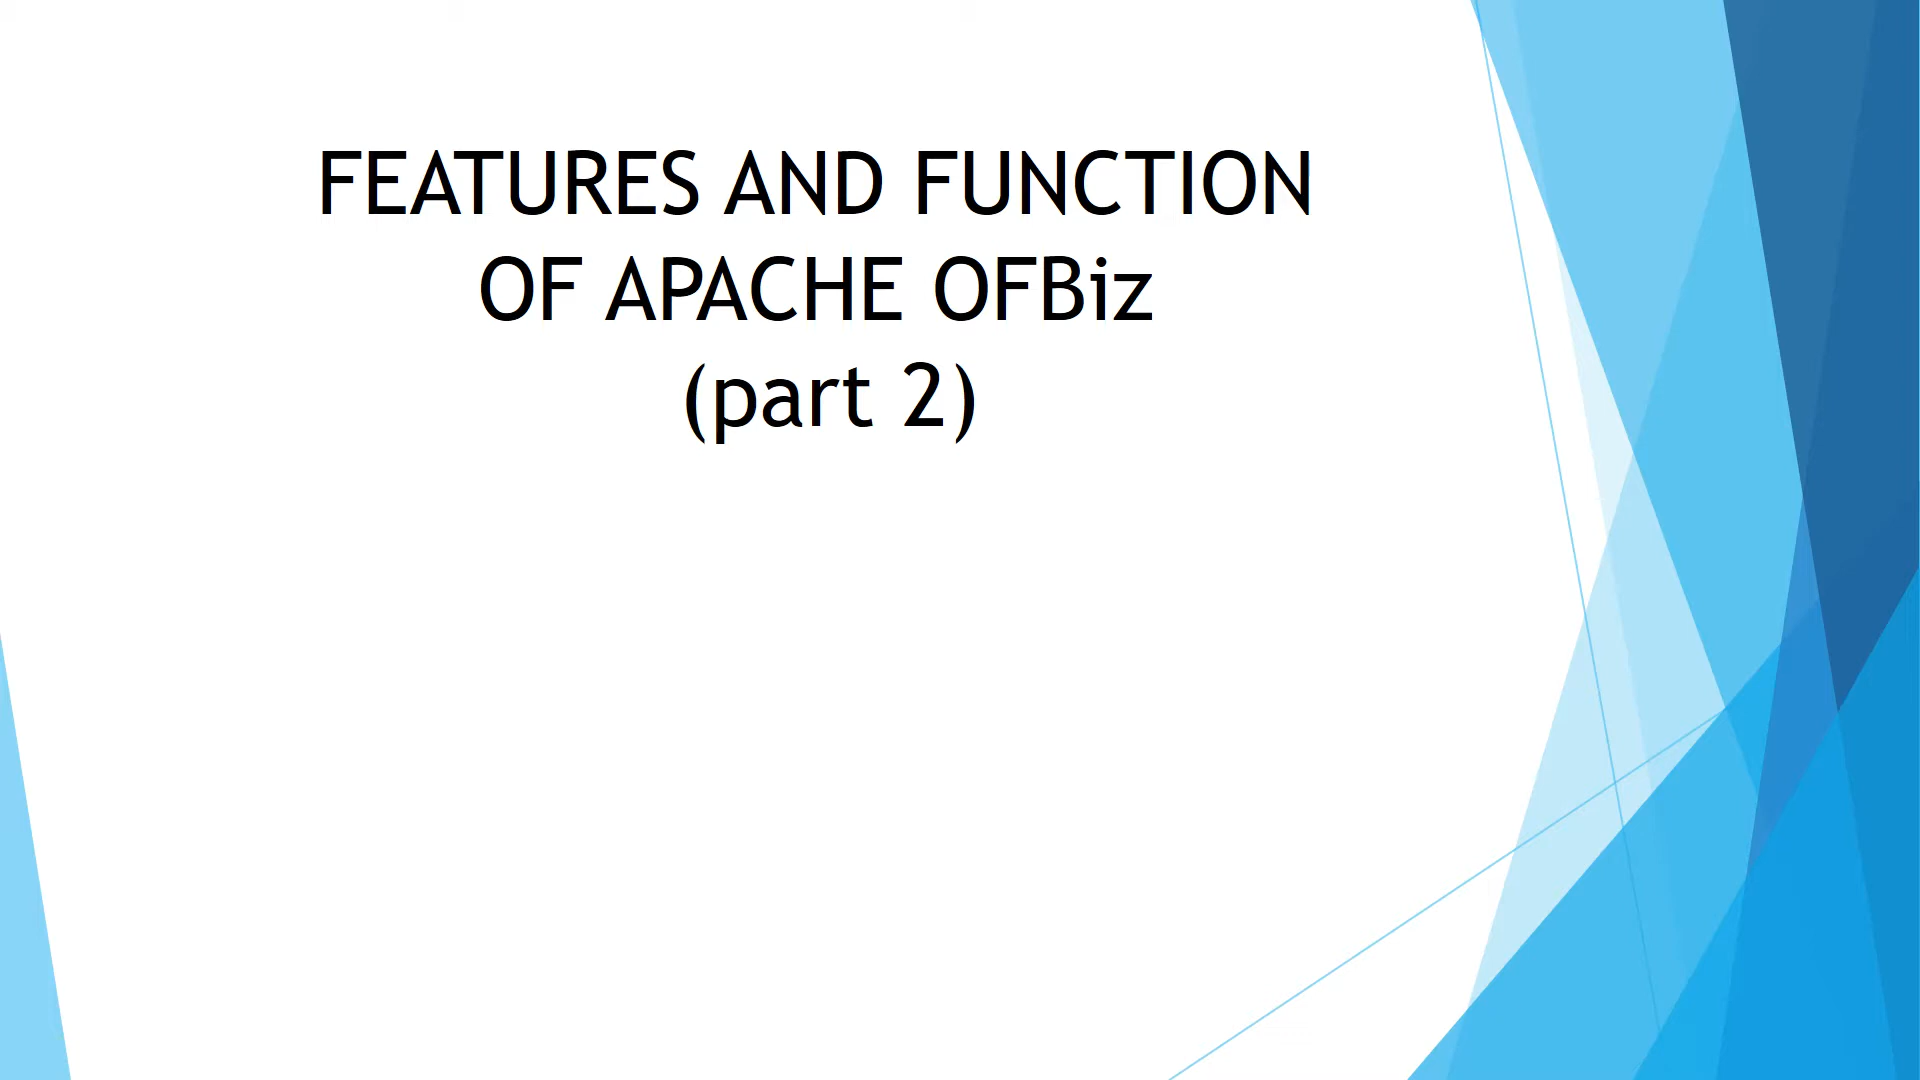 FEATURES AND FUNCTION
OF APACHE OFBiz
(part 2)